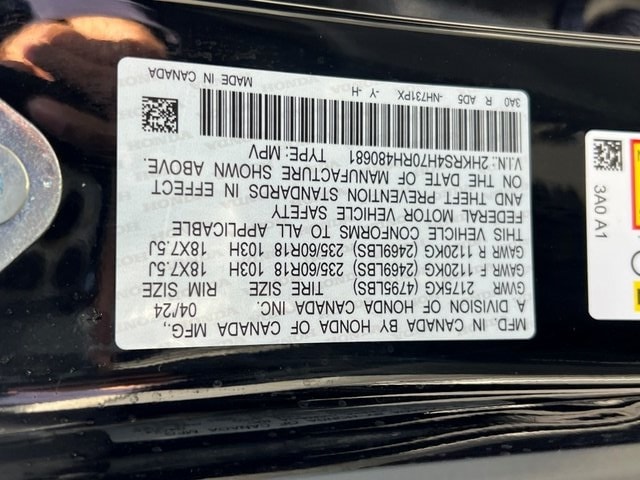 MFD. IN CANADA BY HONDA OF CANADA MFG.,
A DIVISION OF HONDA CANADA INC. 04/24
GVWR 2175KG (4795LBS) TIRE SIZE RIM SIZE
GAWR F 1120KG (2469LBS) 235/60R18 103H 18X7.5J
GAWR R 1120KG (2469LBS) 235/60R18 103H 18X7.5J
THIS VEHICLE CONFORMS TO ALL APPLICABLE
FEDERAL MOTOR VEHICLE SAFETY
AND THEFT PREVENTION STANDARDS IN EFFECT
ON THE DATE OF MANUFACTURE SHOWN ABOVE.
V.I.N: 2HKRS4H70RH480681 TYPE: MPV
3A0 R AD5 -NH731PX -Y -H MADE IN CANADA
3A0 A1